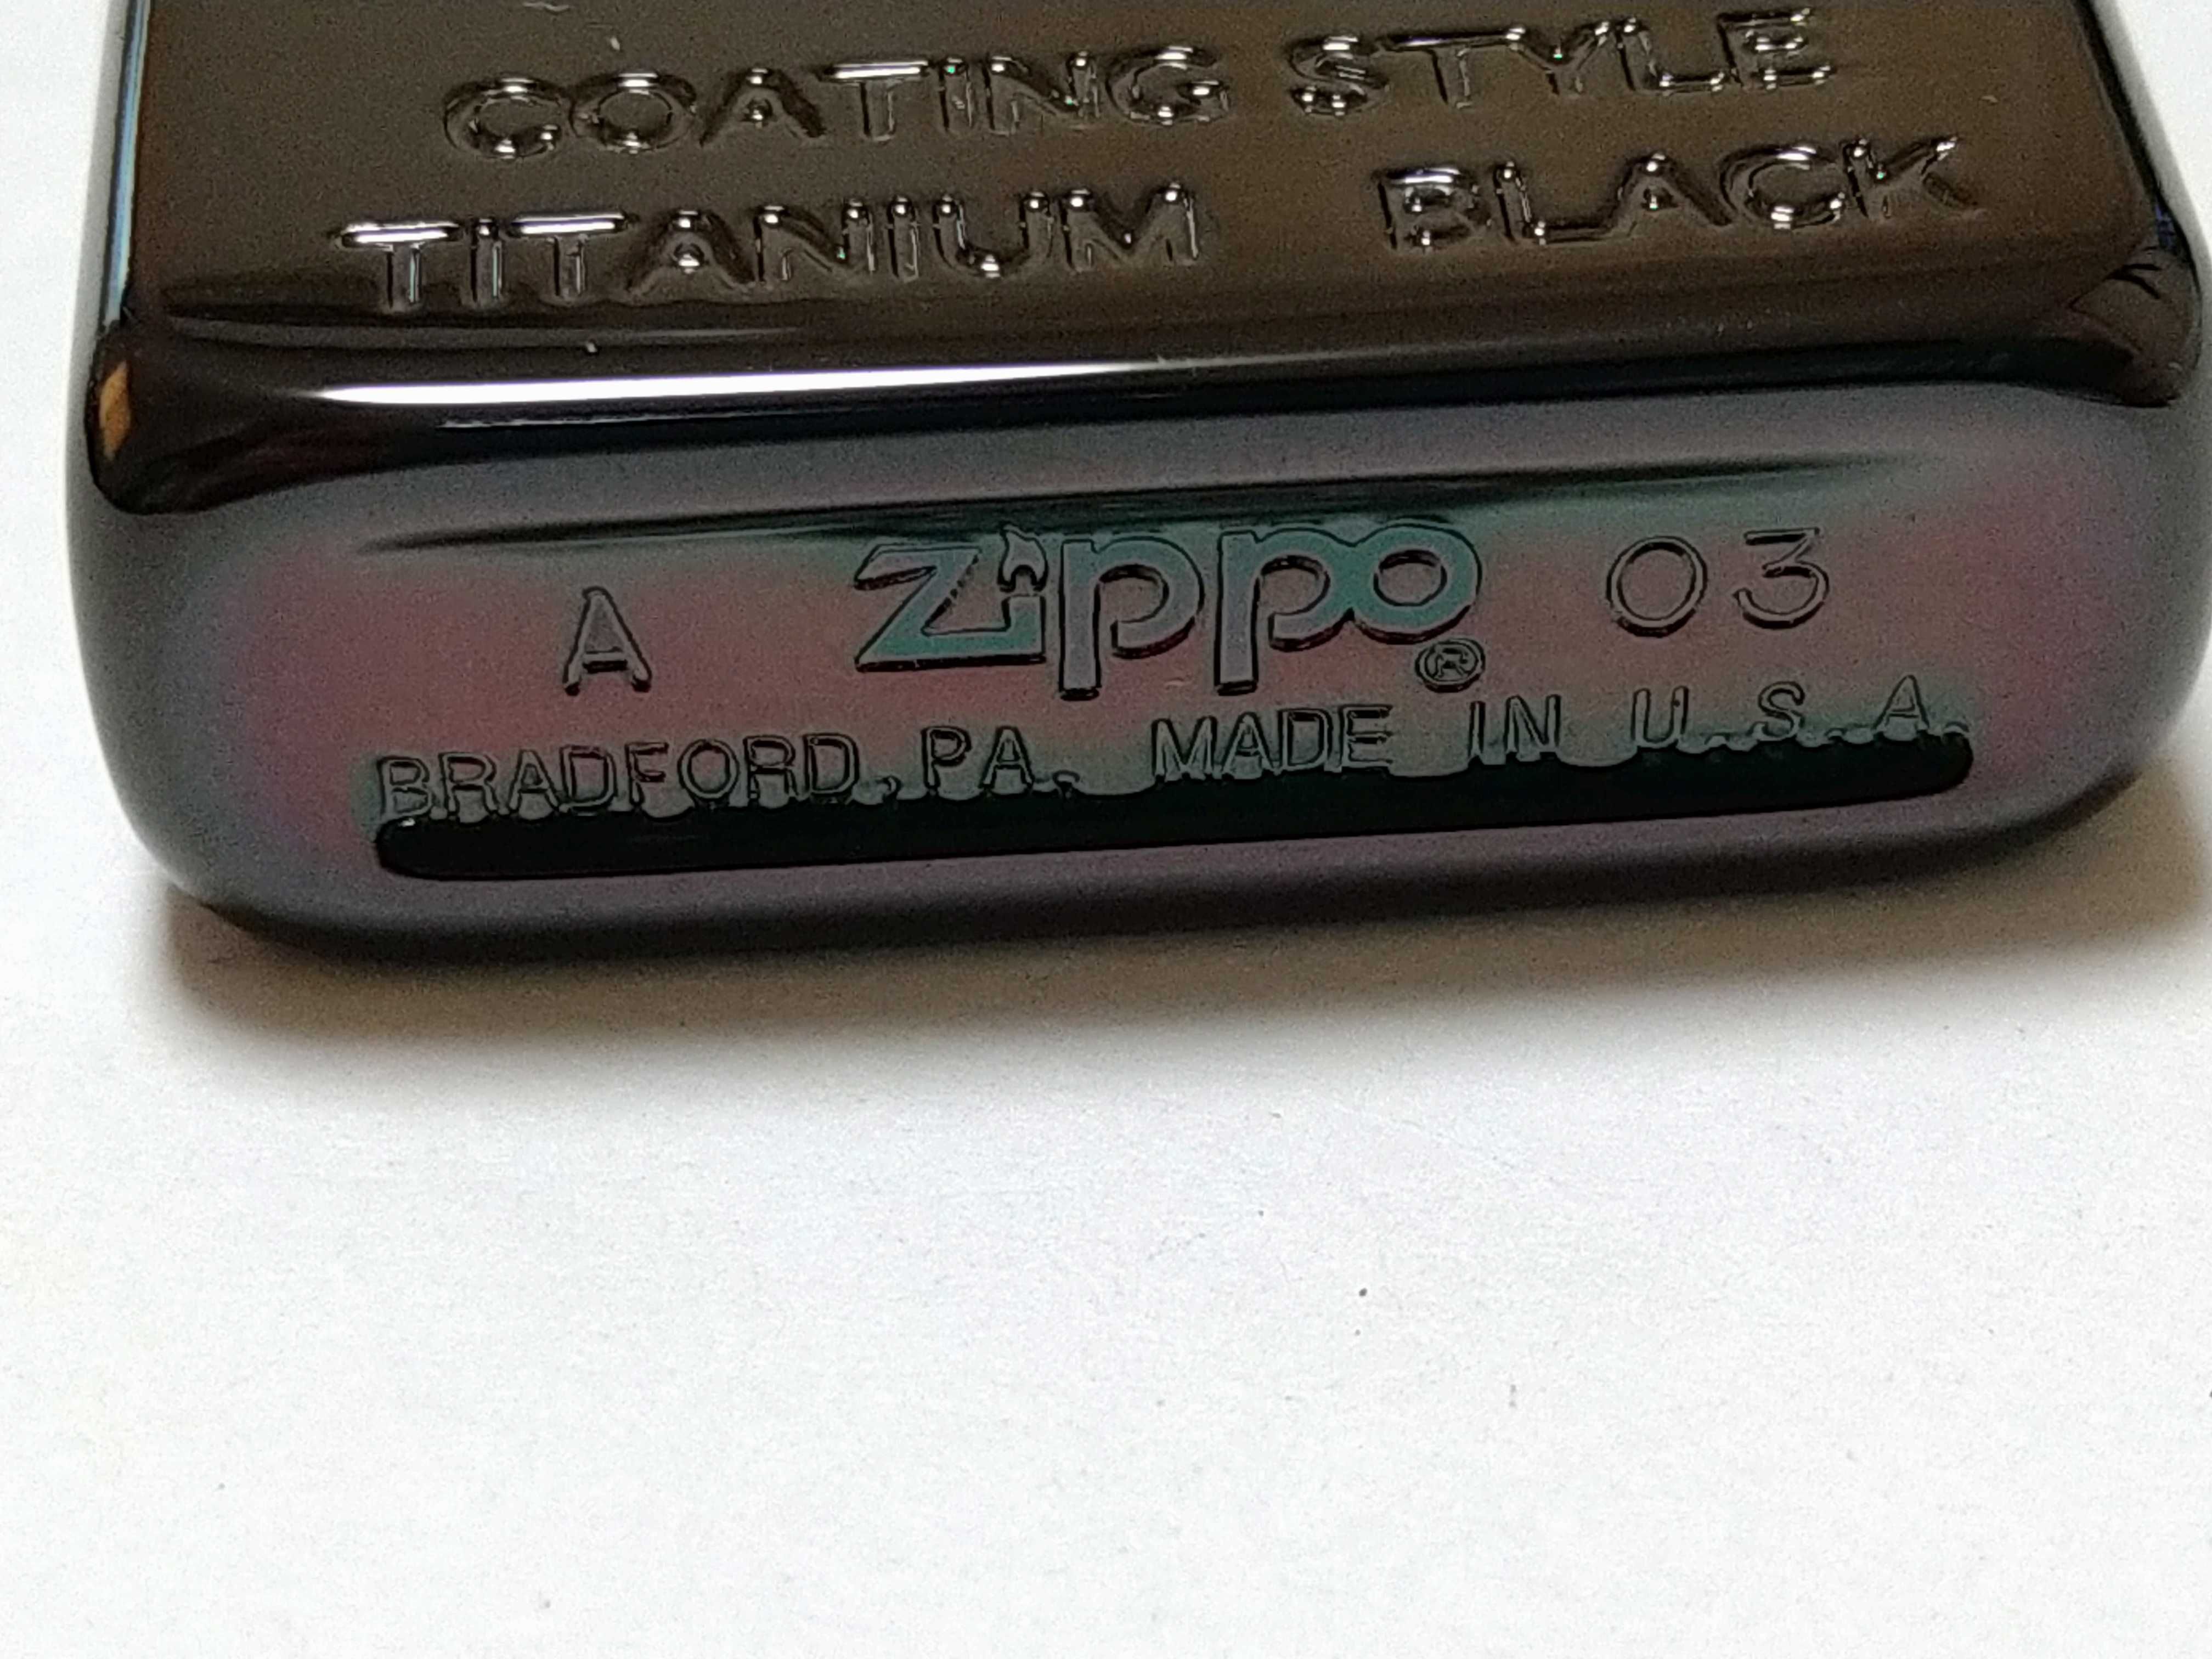 COATING STYLE
TITANIUM BLACK
A Zippo ® 03
BRADFORD, PA. MADE IN U.S.A.